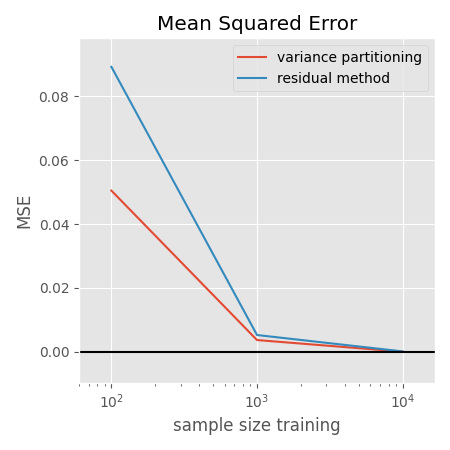 Mean Squared Error
variance partitioning
residual method
0.08
0.06
0.04
0.02
0.00
MSE
10²
10³
10⁴
sample size training